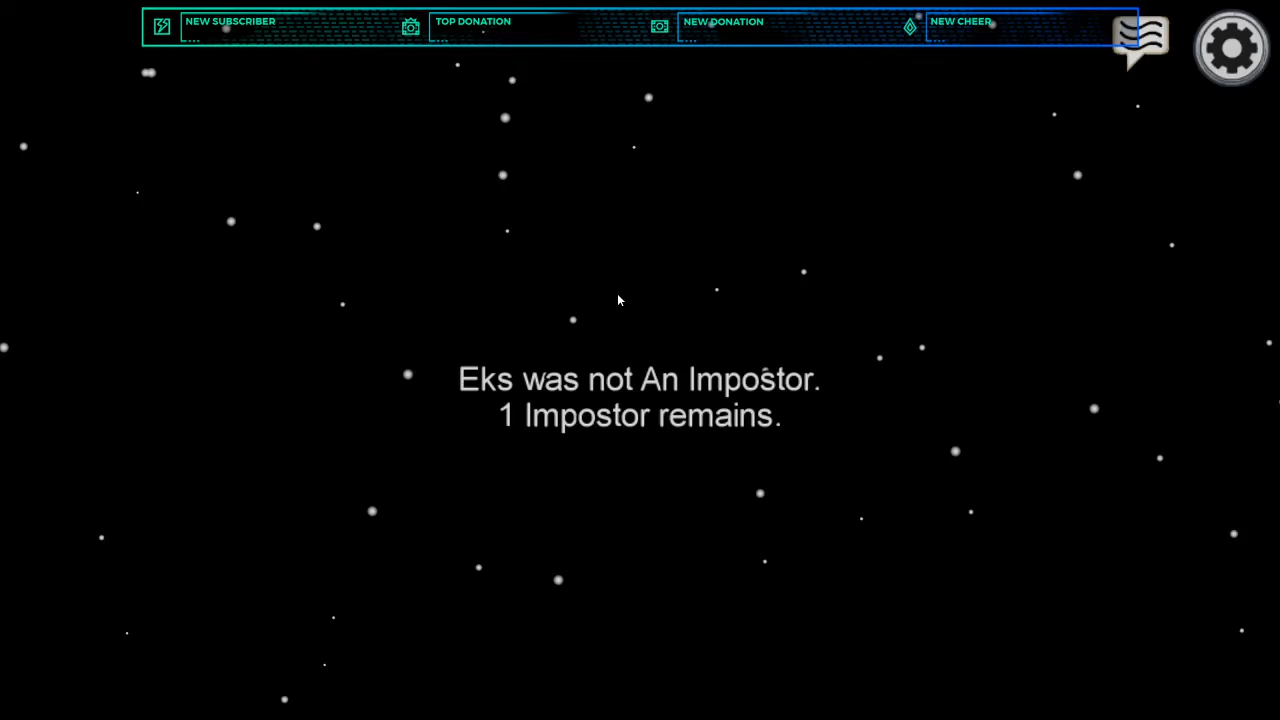 NEW SUBSCRIBER
...
TOP DONATION
...
NEW DONATION
...
NEW CHEER
...
Eks was not An Impostor.
1 Impostor remains.